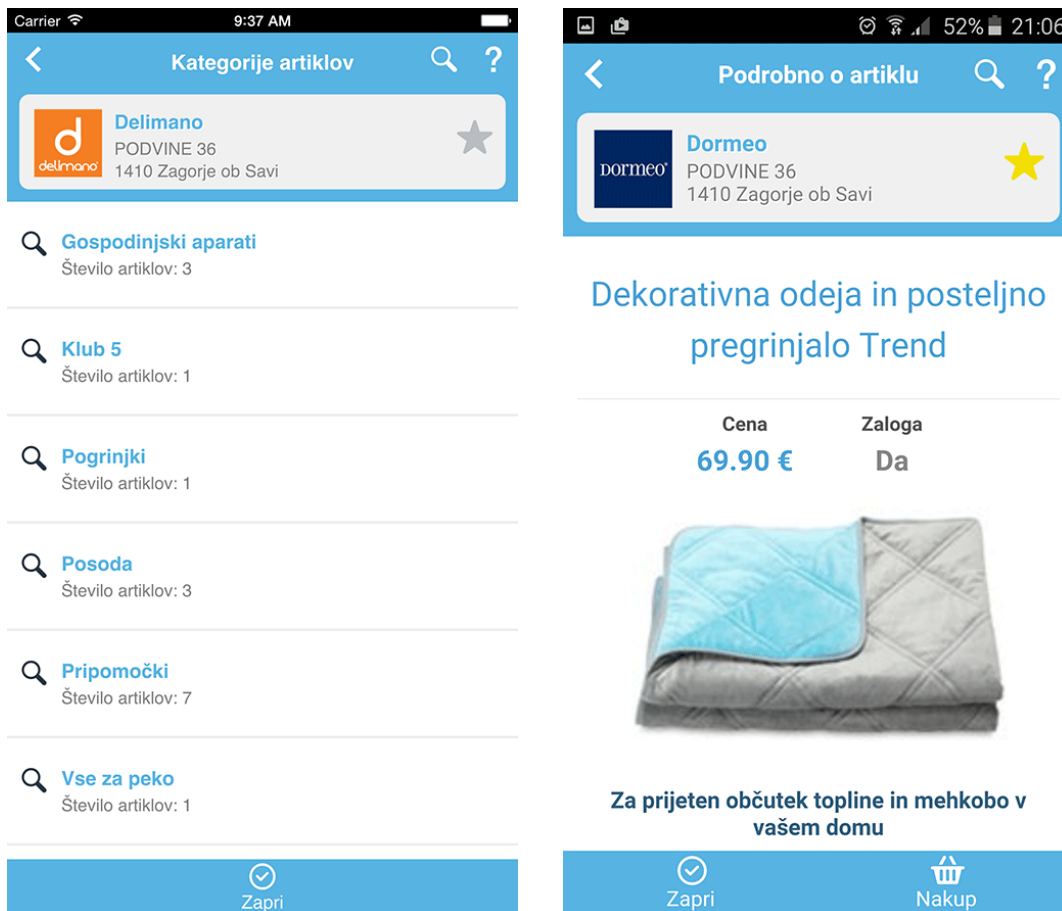 Carrier 9:37 AM
Kategorije artiklov ?
delimano
Delimano
PODVINE 36
1410 Zagorje ob Savi
Gospodinjski aparati
Število artiklov: 3
Klub 5
Število artiklov: 1
Pogrinjki
Število artiklov: 1
Posoda
Število artiklov: 3
Pripomočki
Število artiklov: 7
Vse za peko
Število artiklov: 1
Zapri
52% 21:06
Podrobno o artiklu ?
DORMEO®
Dormeo
PODVINE 36
1410 Zagorje ob Savi
Dekorativna odeja in posteljno
pregrinjalo Trend
Cena Zaloga
69.90 € Da
Za prijeten občutek topline in mehkobo v
vašem domu
Zapri Nakup